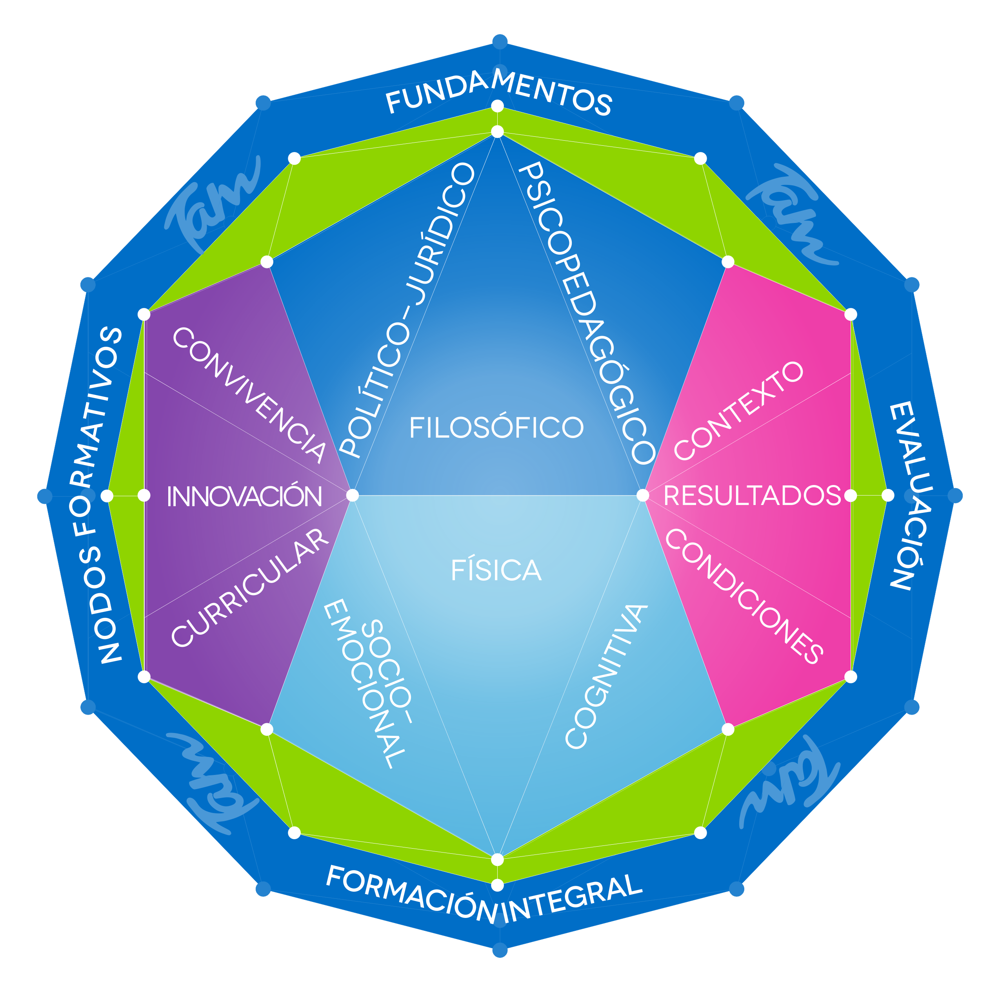 FUNDAMENTOS
POLÍTICO-JURÍDICO
FILOSÓFICO
PSICOPEDAGÓGICO
NODOS FORMATIVOS
CONVIVENVCIA
INNOVACIÓN
CURRICULAR
EVALUACIÓN
CONTEXTO
RESULTADOS
CONDICIONES
FÍSICA
SOCIO-
EMOCIONAL
COGNITIVA
FORMACIÓN INTEGRAL